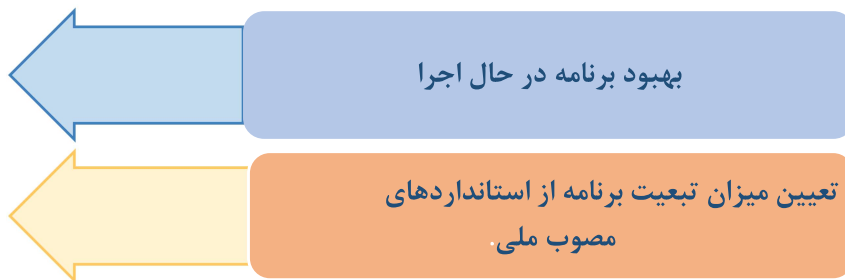 بهبود برنامه در حال اجرا
تعیین میزان تبعیت برنامه از استانداردهای
مصوب ملی.